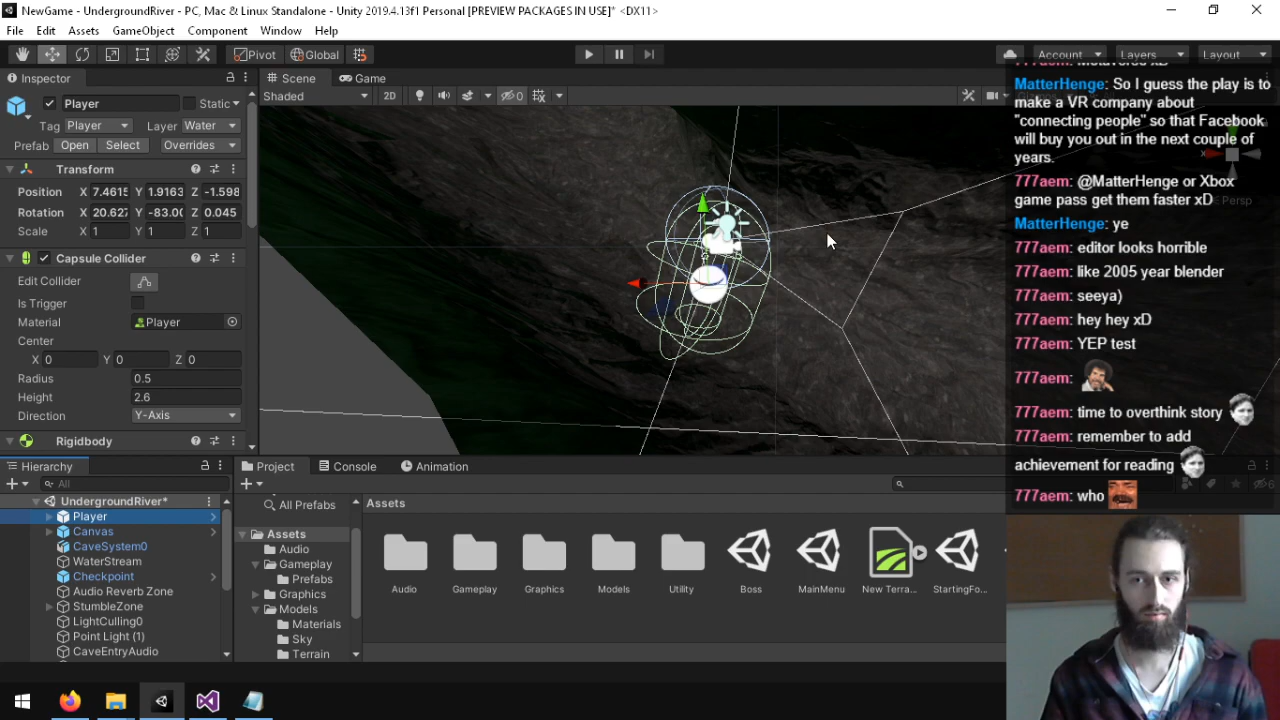 NewGame - UndergroundRiver - PC, Mac & Linux Standalone - Unity 2019.4.13f1 Personal [PREVIEW PACKAGES IN USE]* <DX11>
File Edit Assets GameObject Component Window Help
Pivot Global Account Layers Layout
Inspector
Scene Game
Shaded 2D 0
Player Static
Tag Player Layer Water
Prefab Open Select Overrides
Transform
Position X 7.4615 Y 1.9163 Z -1.598
Rotation X 20.627 Y -83.00 Z 0.045
Scale X 1 Y 1 Z 1
Capsule Collider
Edit Collider
Is Trigger
Material Player
Center
X 0 Y 0 Z 0
Radius 0.5
Height 2.6
Direction Y-Axis
Rigidbody
Persp
MatterHenge: So I guess the play is to
make a VR company about
"connecting people" so that Facebook
will buy you out in the next couple of
years.
777aem: @MatterHenge or Xbox
game pass get them faster xD
MatterHenge: ye
777aem: editor looks horrible
777aem: like 2005 year blender
777aem: seeya)
777aem: hey hey xD
777aem: YEP test
777aem:
777aem: time to overthink story
777aem: remember to add
achievement for reading
777aem: who
Hierarchy
All
UndergroundRiver*
Player
Canvas
CaveSystem0
WaterStream
Checkpoint
Audio Reverb Zone
StumbleZone
LightCulling0
Point Light (1)
CaveEntryAudio
Project Console Animation
All Prefabs
Assets
Audio
Gameplay
Prefabs
Graphics
Models
Materials
Sky
Terrain
Assets
Audio Gameplay Graphics Models Utility Boss MainMenu New Terra... StartingFo...